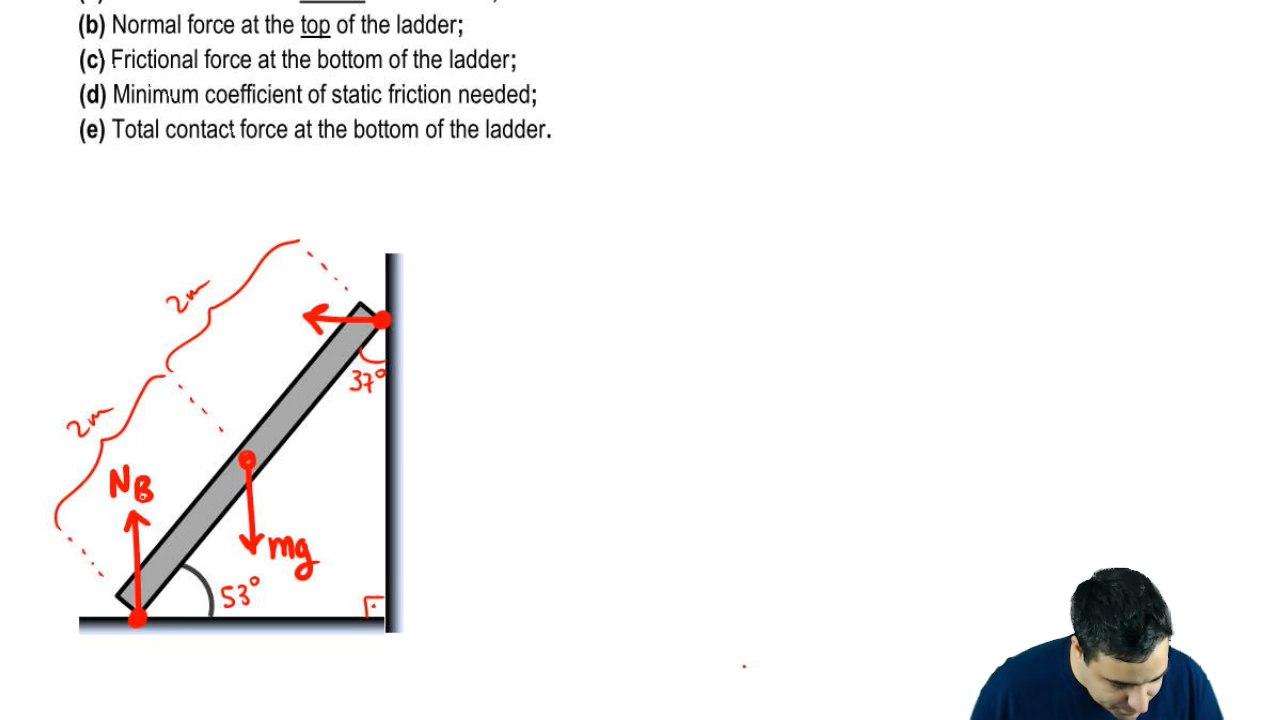 (b) Normal force at the top of the ladder;
(c) Frictional force at the bottom of the ladder;
(d) Minimum coefficient of static friction needed;
(e) Total contact force at the bottom of the ladder.
2m
37°
2m
NB
mg
53°